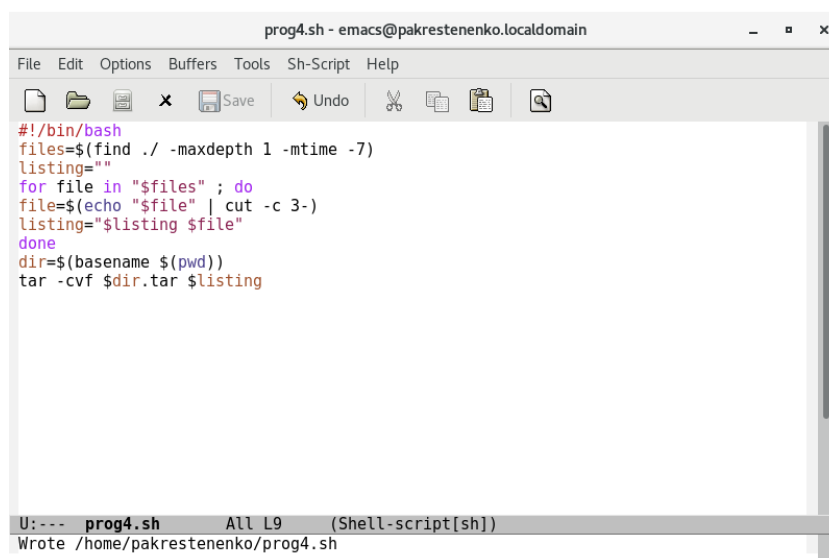 prog4.sh - emacs@pakrestenenko.localdomain
File Edit Options Buffers Tools Sh-Script Help
Save Undo
#!/bin/bash
files=$(find ./ -maxdepth 1 -mtime -7)
listing=""
for file in "$files" ; do
file=$(echo "$file" | cut -c 3-)
listing="$listing $file"
done
dir=$(basename $(pwd))
tar -cvf $dir.tar $listing
U:--- prog4.sh All L9 (Shell-script[sh])
Wrote /home/pakrestenenko/prog4.sh